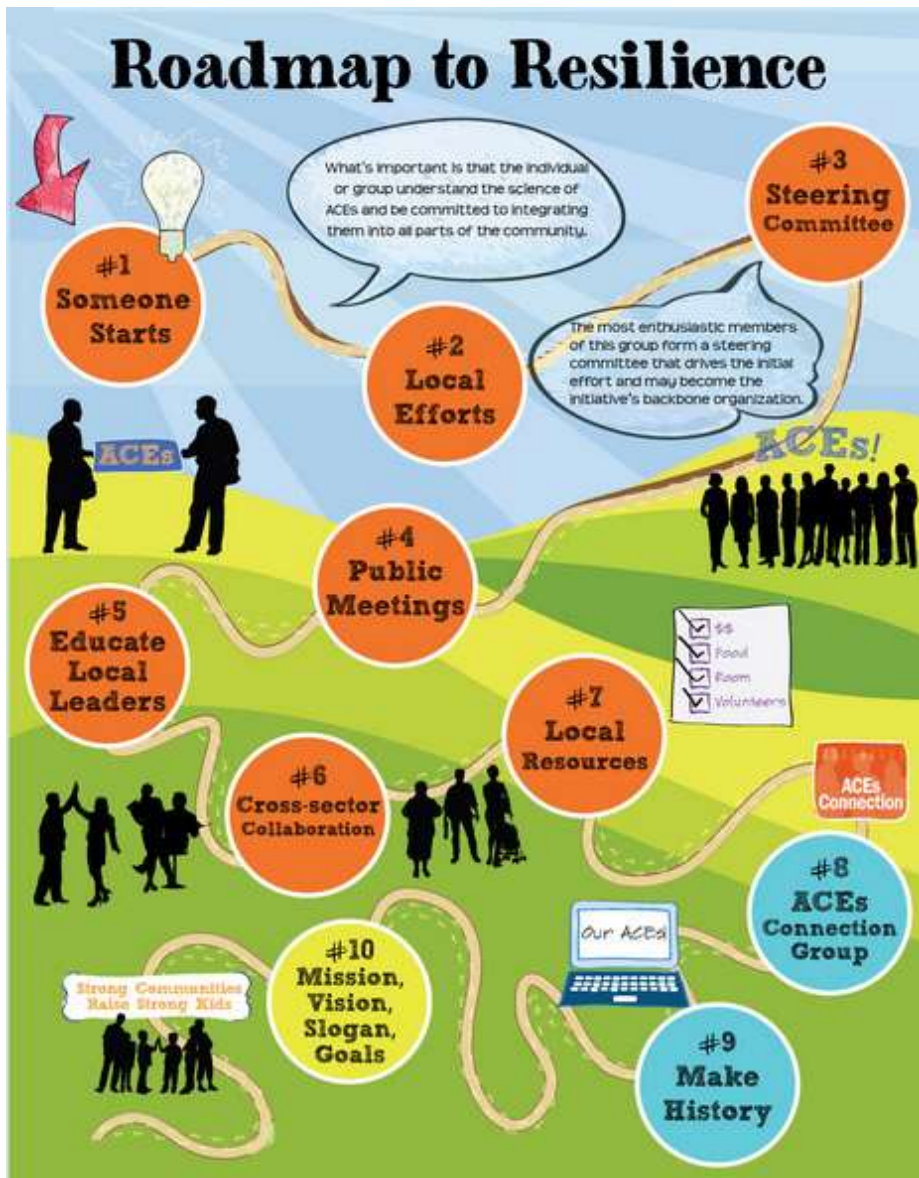 Roadmap to Resilience
What's important is that the individual
or group understand the science of
ACEs and be committed to integrating
them into all parts of the community.
#1
Someone
Starts
#2
Local
Efforts
#3
Steering
Committee
The most enthusiastic members
of this group form a steering
committee that drives the initial
effort and may become the
initiative's backbone organization.
ACEs
ACEs!
#4
Public
Meetings
#5
Educate
Local
Leaders
#6
Cross-sector
Collaboration
#7
Local
Resources
$$
Food
Room
Volunteers
ACEs
Connection
#8
ACEs
Connection
Group
Our ACEs!
#9
Make
History
#10
Mission,
Vision,
Slogan,
Goals
Strong Communities
Raise Strong Kids